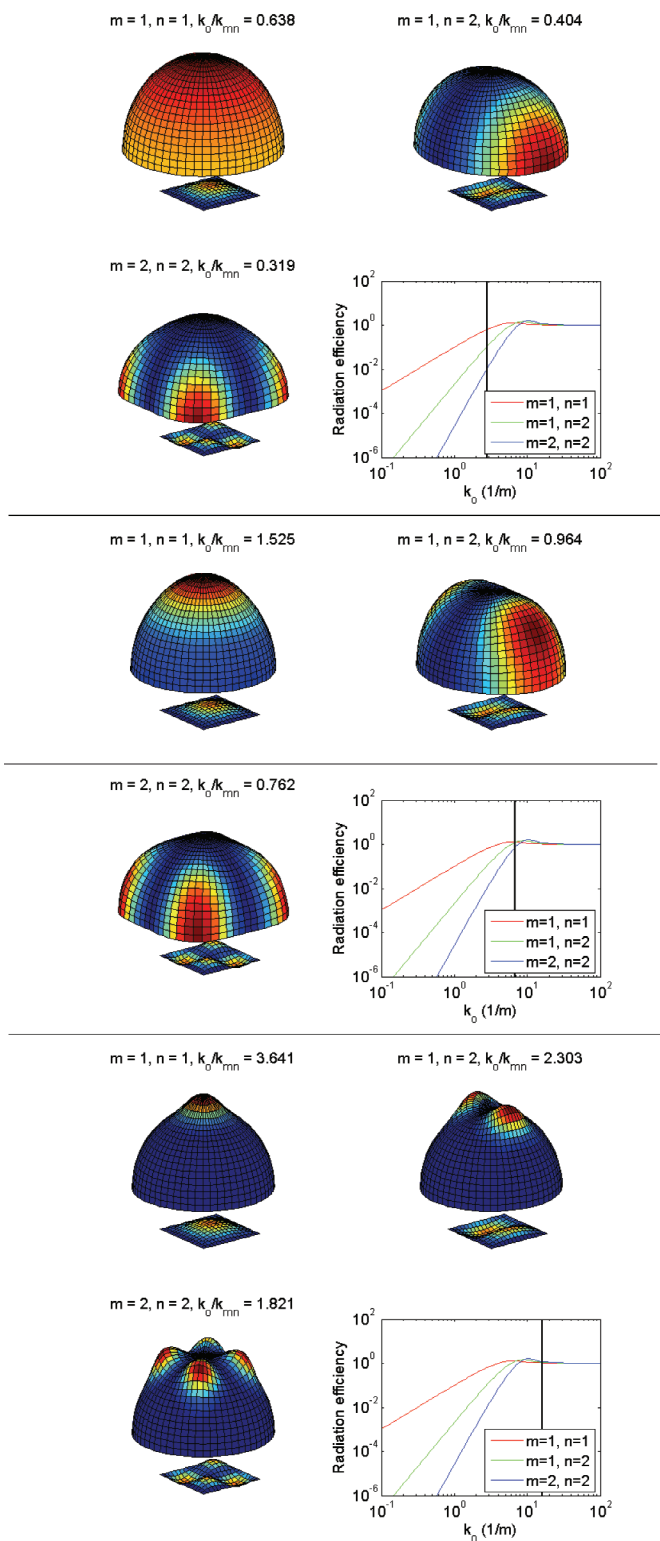 m = 1, n = 1, k_o/k_mn = 0.638
m = 1, n = 2, k_o/k_mn = 0.404
m = 2, n = 2, k_o/k_mn = 0.319
10^2
10^0
10^-2
10^-4
10^-6
Radiation efficiency
m=1, n=1
m=1, n=2
m=2, n=2
10^-1
10^0
10^1
10^2
k_o (1/m)
m = 1, n = 1, k_o/k_mn = 1.525
m = 1, n = 2, k_o/k_mn = 0.964
m = 2, n = 2, k_o/k_mn = 0.762
10^2
10^0
10^-2
10^-4
10^-6
Radiation efficiency
m=1, n=1
m=1, n=2
m=2, n=2
10^-1
10^0
10^1
10^2
k_o (1/m)
m = 1, n = 1, k_o/k_mn = 3.641
m = 1, n = 2, k_o/k_mn = 2.303
m = 2, n = 2, k_o/k_mn = 1.821
10^2
10^0
10^-2
10^-4
10^-6
Radiation efficiency
m=1, n=1
m=1, n=2
m=2, n=2
10^-1
10^0
10^1
10^2
k_o (1/m)